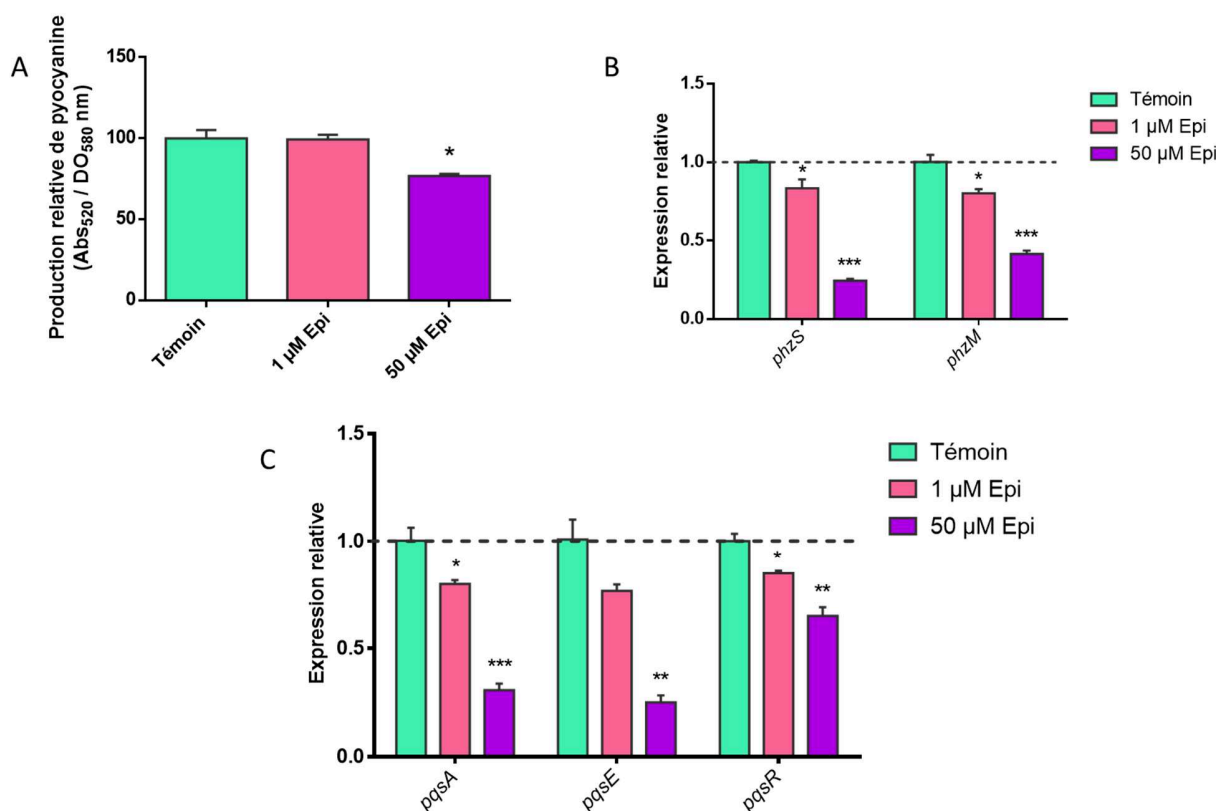 A
Production relative de pyocyanine
(Abs520 / DO580 nm)
150
100
50
0
*
Témoin
1 µM Epi
50 µM Epi
B
Expression relative
1.5
1.0
0.5
0.0
*
***
*
***
phzS
phzM
Témoin
1 µM Epi
50 µM Epi
C
Expression relative
1.5
1.0
0.5
0.0
*
***
**
*
**
pqsA
pqsE
pqsR
Témoin
1 µM Epi
50 µM Epi